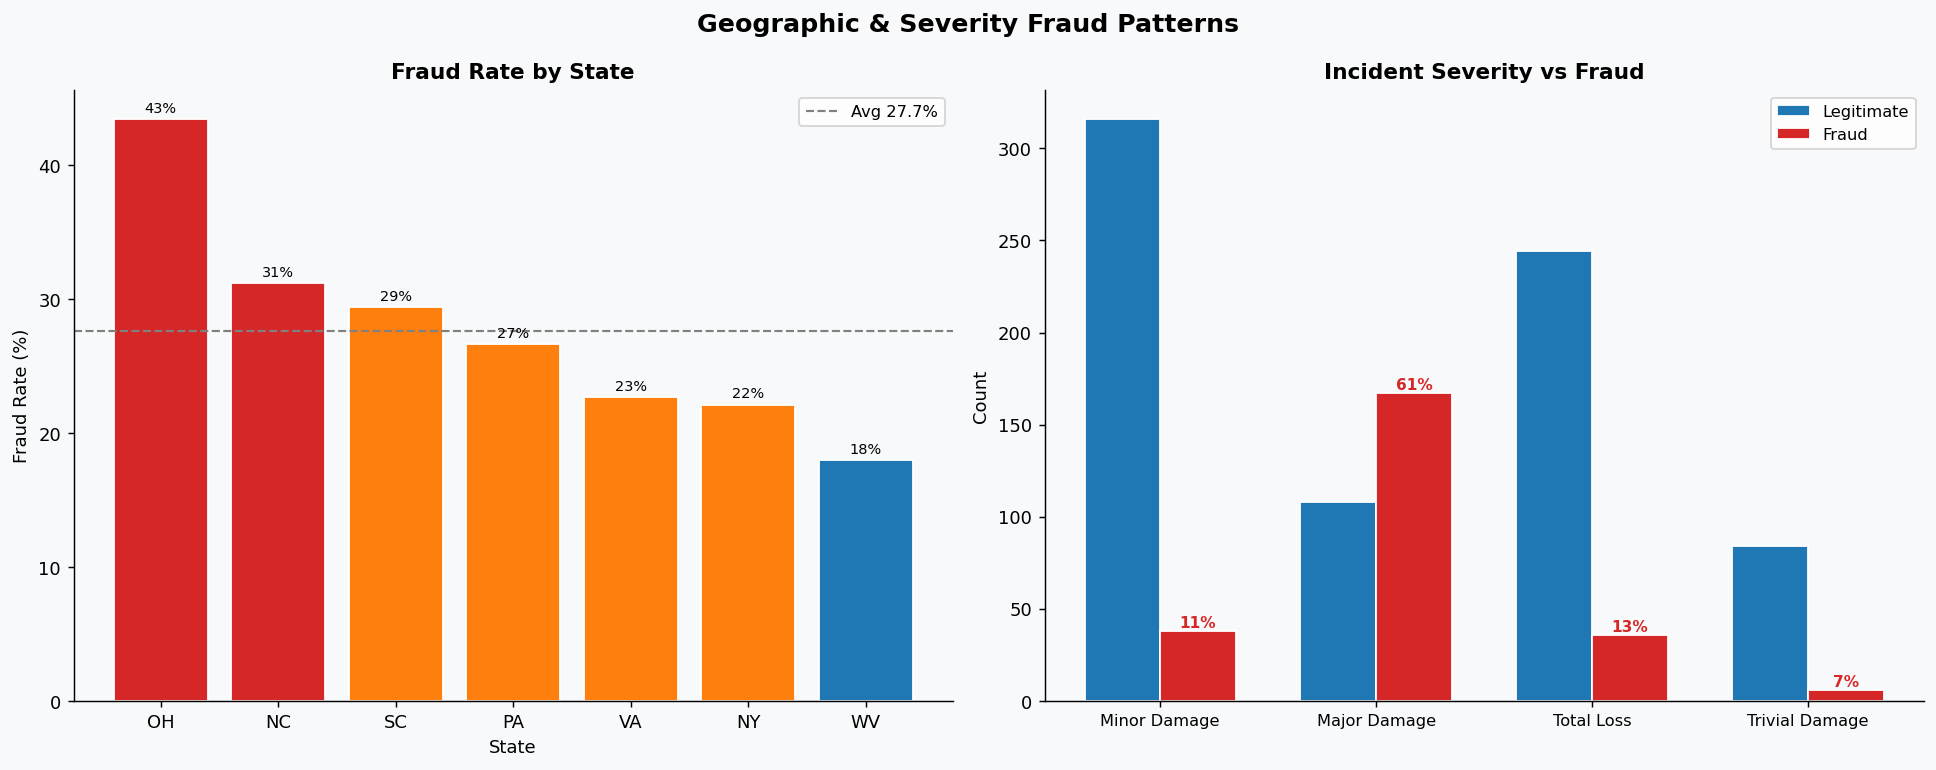 Geographic & Severity Fraud Patterns
Fraud Rate by State
Avg 27.7%
43%
31%
29%
27%
23%
22%
18%
Fraud Rate (%)
40
30
20
10
0
OH NC SC PA VA NY WV
State
Incident Severity vs Fraud
Legitimate
Fraud
61%
11%
13%
7%
Count
300
250
200
150
100
50
0
Minor Damage Major Damage Total Loss Trivial Damage